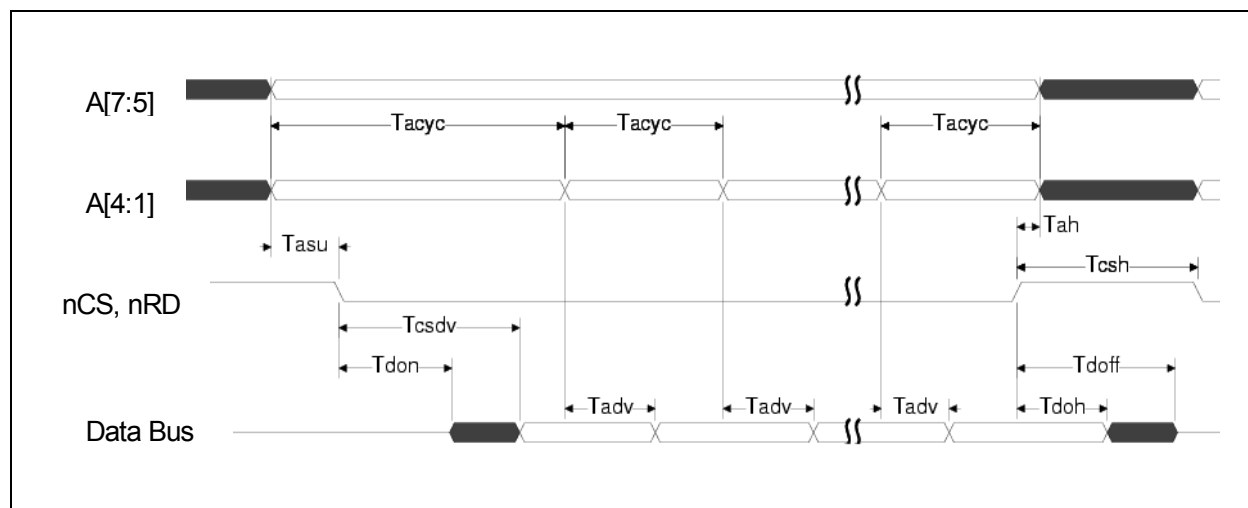 A[7:5]
Tacyc Tacyc Tacyc
A[4:1]
Tasu Tah
Tcsh
nCS, nRD
Tcsdv
Tdon Tdoff
Tadv Tadv Tadv Tdoh
Data Bus